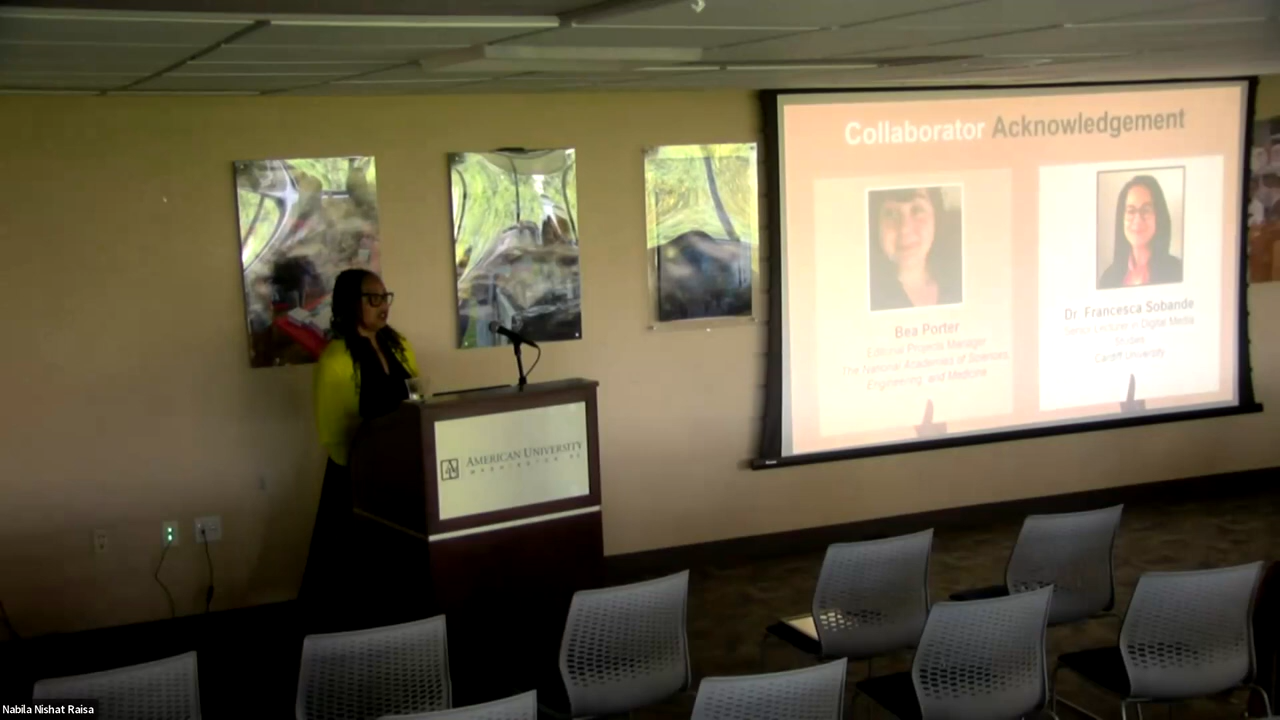 Collaborator Acknowledgement
Bea Porter
Editorial Projects Manager
The National Academies of Sciences,
Engineering, and Medicine
Dr. Francesca Sobande
Senior Lecturer in Digital Media
Studies
Cardiff University
AMERICAN UNIVERSITY
WASHINGTON, DC
Nabila Nishat Raisa